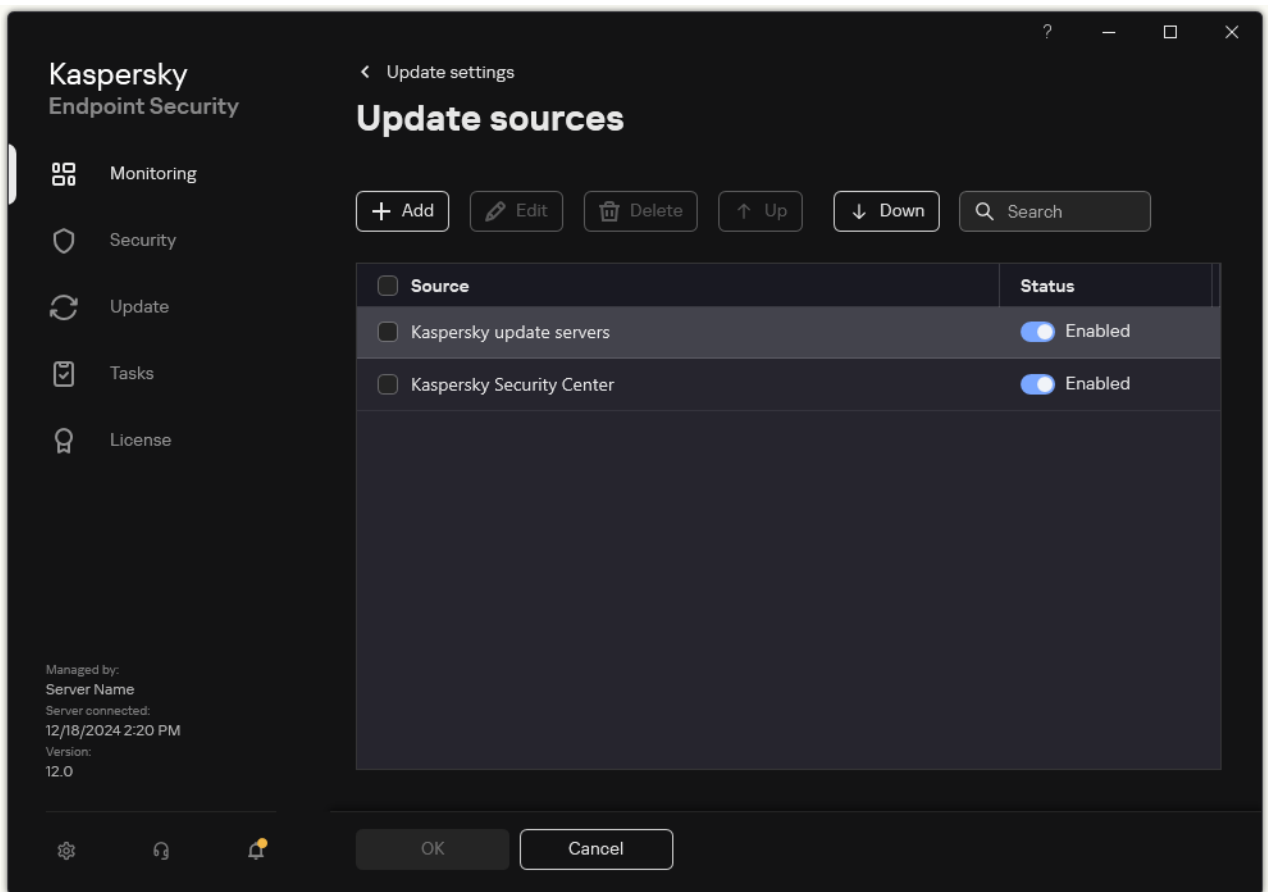 ?
Kaspersky
Endpoint Security
Monitoring
Security
Update
Tasks
License
Managed by:
Server Name
Server connected:
12/18/2024 2:20 PM
Version:
12.0
Update settings
Update sources
Add Edit Delete Up Down Search
Source Status
Kaspersky update servers Enabled
Kaspersky Security Center Enabled
OK Cancel